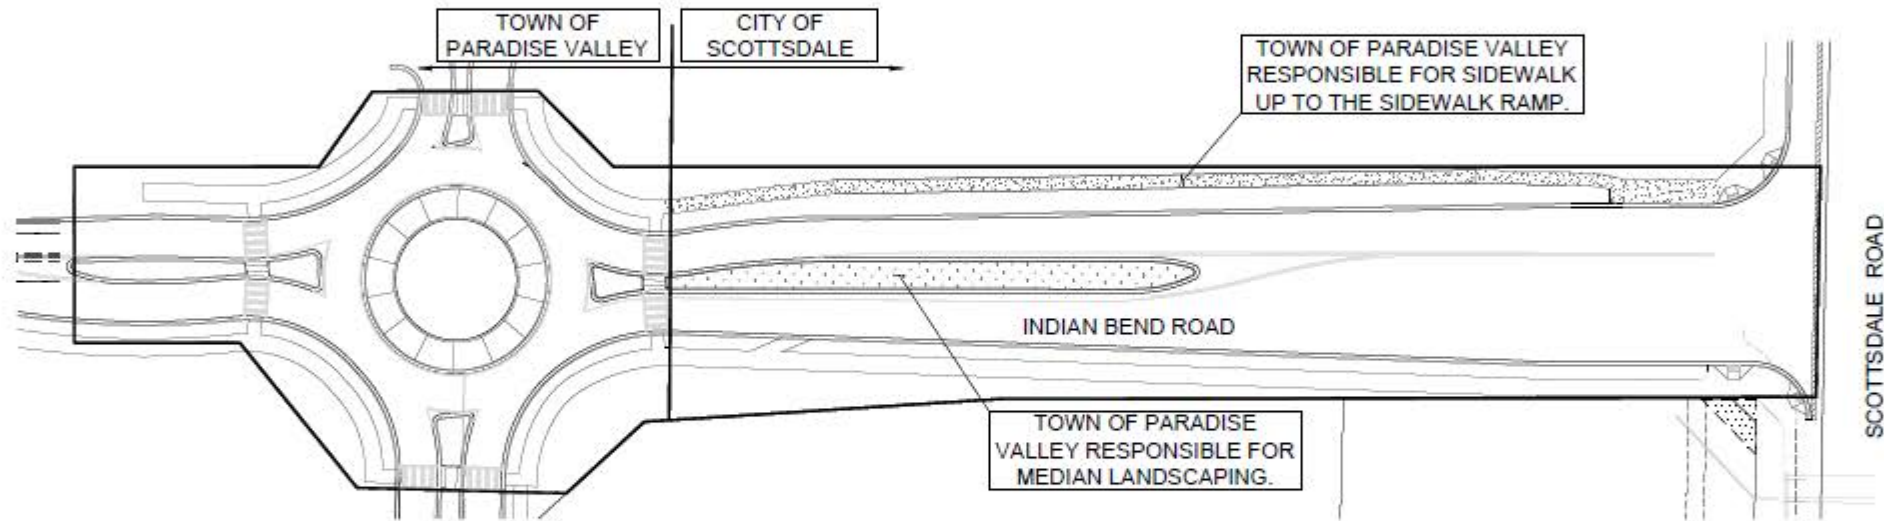 TOWN OF
PARADISE VALLEY
CITY OF
SCOTTSDALE
TOWN OF PARADISE VALLEY
RESPONSIBLE FOR SIDEWALK
UP TO THE SIDEWALK RAMP.
INDIAN BEND ROAD
SCOTTSDALE ROAD
TOWN OF PARADISE
VALLEY RESPONSIBLE FOR
MEDIAN LANDSCAPING.